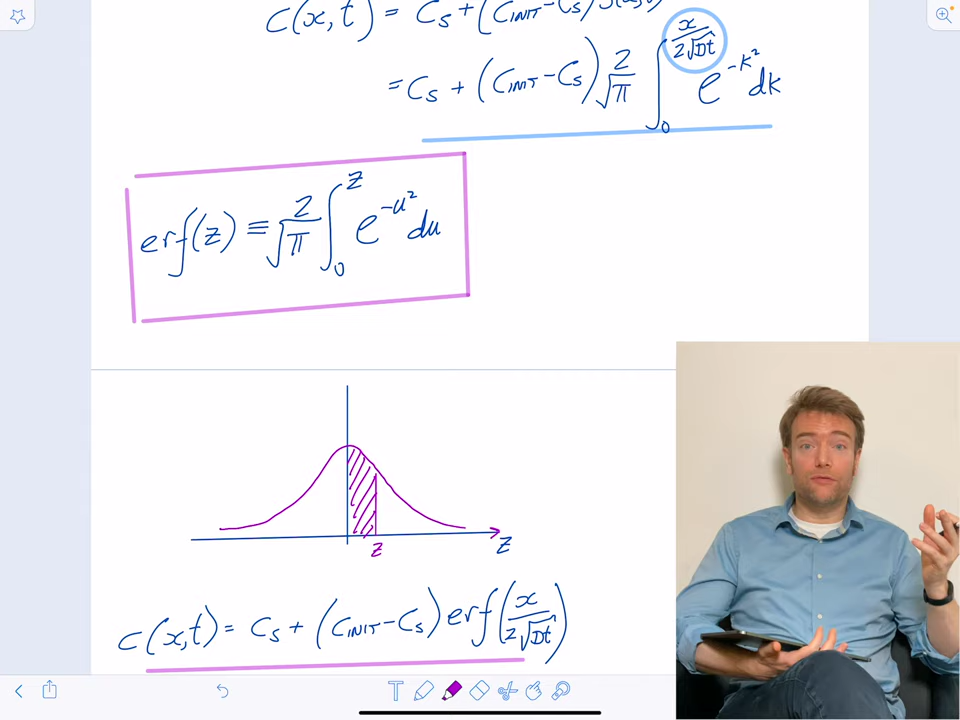 C(x,t) = Cs + (CINIT-Cs)
= Cs + (CINIT-Cs) 2/√π ∫₀^(x/2√Dt) e^(-k²) dk
erf(z) ≡ 2/√π ∫₀^z e^(-u²) du
z
z
C(x,t) = Cs + (CINIT-Cs) erf(x/2√Dt)
T